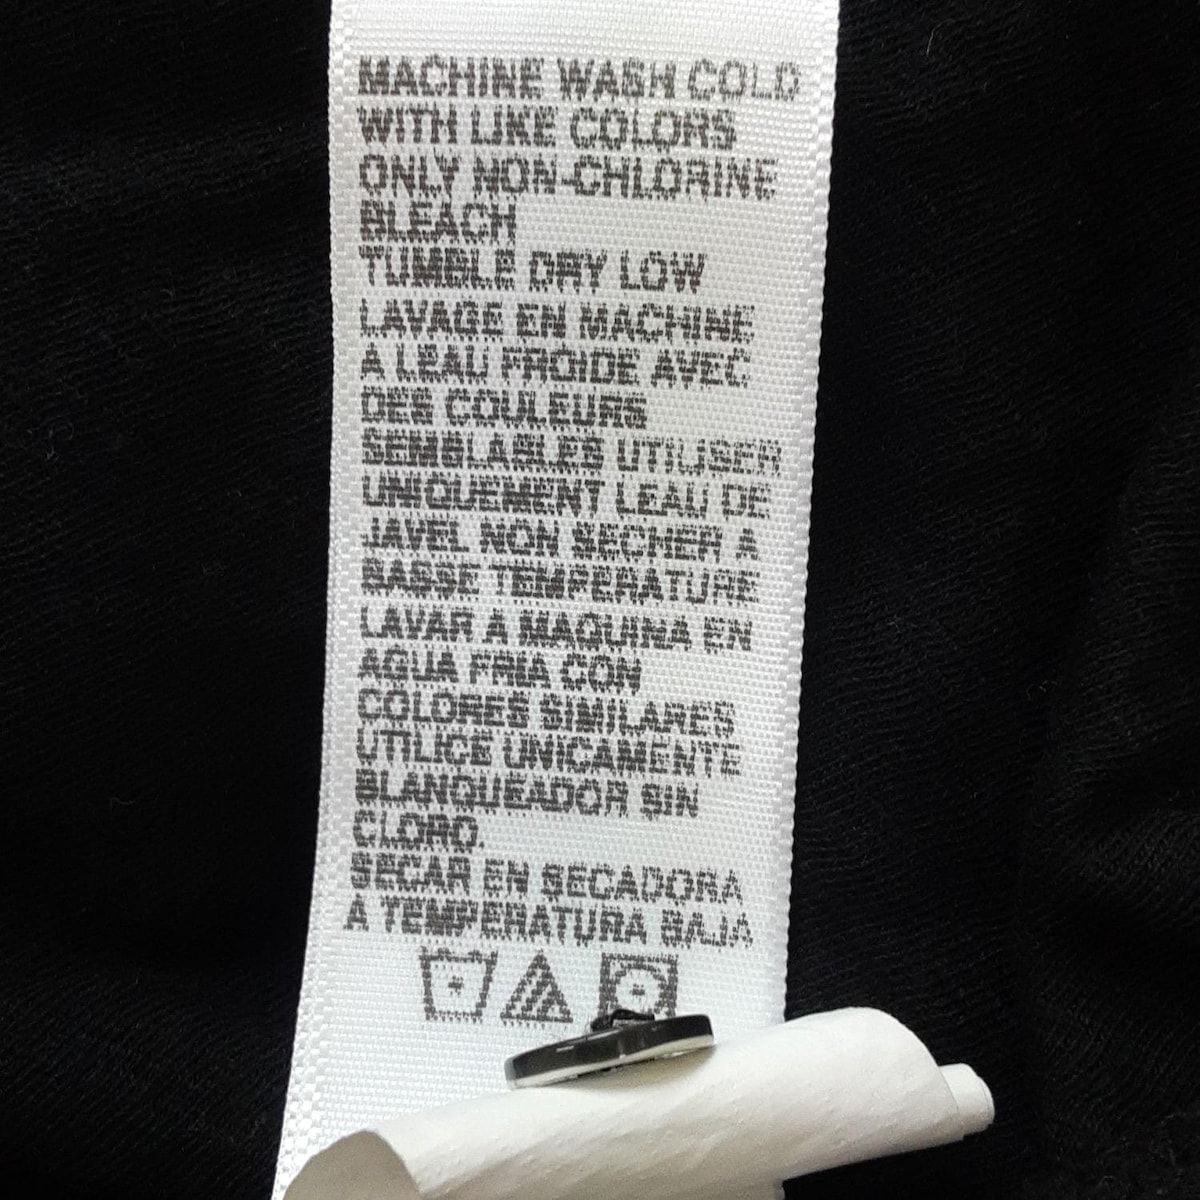 MACHINE WASH COLD
WITH LIKE COLORS
ONLY NON-CHLORINE
BLEACH
TUMBLE DRY LOW
LAVAGE EN MACHINE
A LEAU FROIDE AVEC
DES COULEURS
SEMBLABLES UTILISER
UNIQUEMENT LEAU DE
JAVEL NON SECHER A
BASSE TEMPERATURE
LAVAR A MAQUINA EN
AGUA FRIA CON
COLORES SIMILARES
UTILICE UNICAMENTE
BLANQUEADOR SIN
CLORO.
SECAR EN SECADORA
A TEMPERATURA BAJA